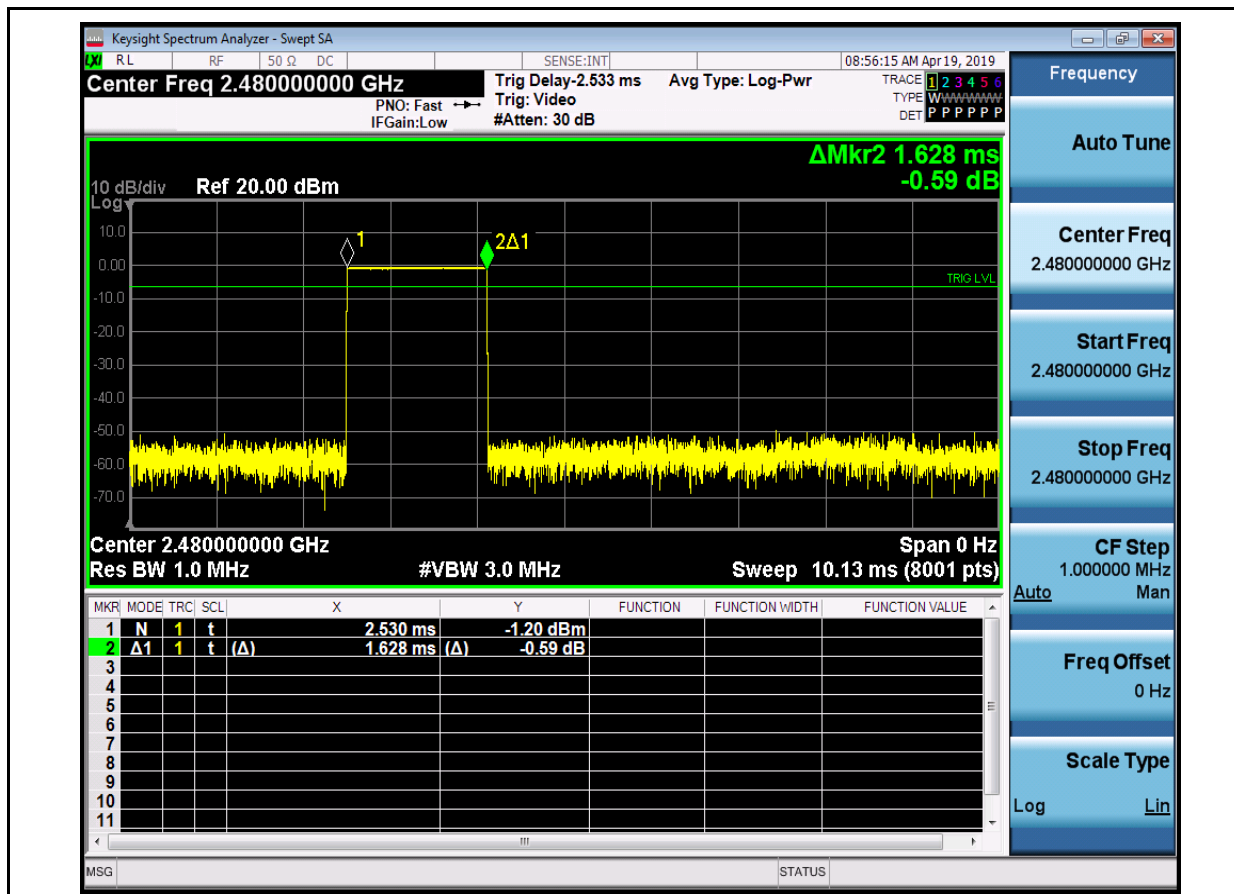 Keysight Spectrum Analyzer - Swept SA
LXI RL RF 50 Ω DC SENSE:INT 08:56:15 AM Apr 19, 2019
Center Freq 2.480000000 GHz
PNO: Fast
IFGain:Low
Trig Delay-2.533 ms
Trig: Video
#Atten: 30 dB
Avg Type: Log-Pwr
TRACE 1 2 3 4 5 6
TYPE W W W W W W
DET P P P P P P
ΔMkr2 1.628 ms
-0.59 dB
10 dB/div Ref 20.00 dBm
Log
10.0
0.00
-10.0
-20.0
-30.0
-40.0
-50.0
-60.0
-70.0
1
2Δ1
TRIG LVL
Center 2.480000000 GHz Span 0 Hz
Res BW 1.0 MHz #VBW 3.0 MHz Sweep 10.13 ms (8001 pts)
MKR MODE TRC SCL X Y FUNCTION FUNCTION WIDTH FUNCTION VALUE
1 N 1 t 2.530 ms -1.20 dBm
2 Δ1 1 t (Δ) 1.628 ms (Δ) -0.59 dB
3
4
5
6
7
8
9
10
11
MSG STATUS
Frequency
Auto Tune
Center Freq
2.480000000 GHz
Start Freq
2.480000000 GHz
Stop Freq
2.480000000 GHz
CF Step
1.000000 MHz
Auto Man
Freq Offset
0 Hz
Scale Type
Log Lin